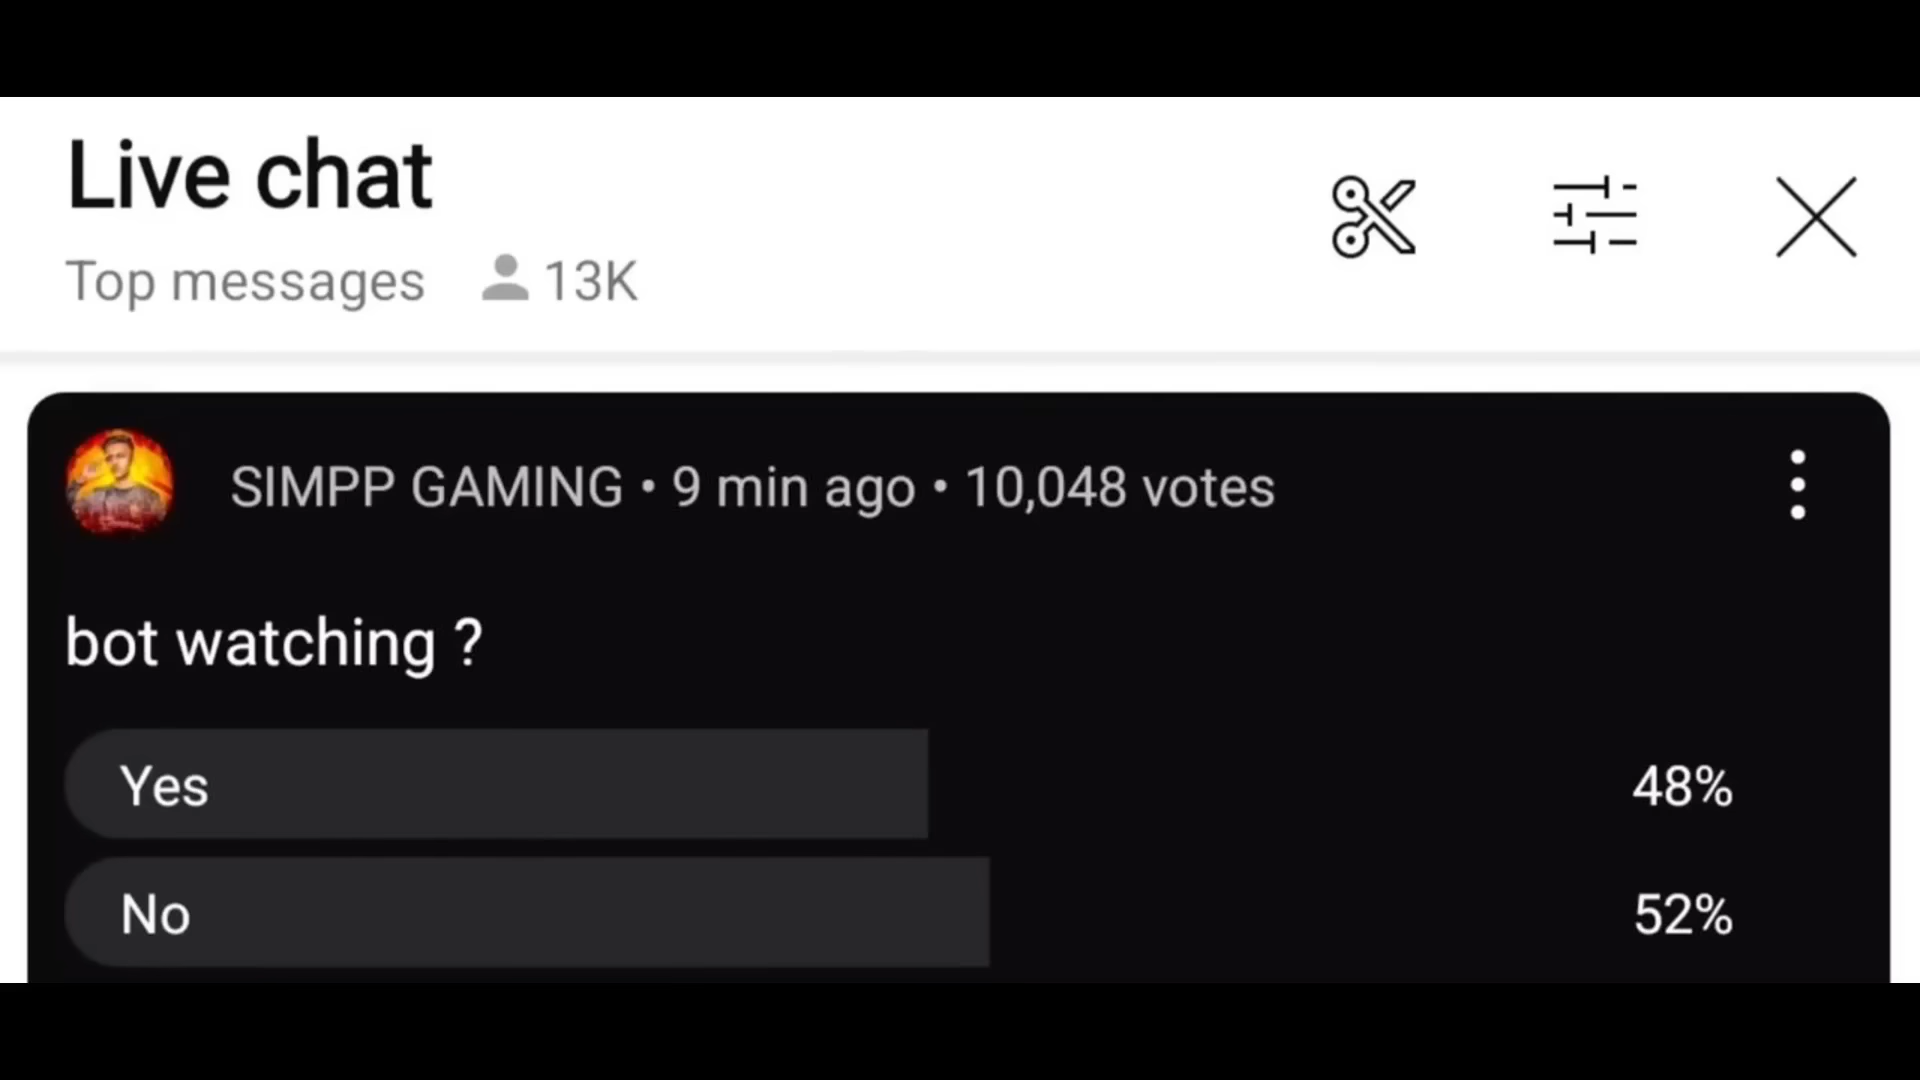 Live chat
Top messages 13K
SIMPP GAMING • 9 min ago • 10,048 votes
bot watching ?
Yes 48%
No 52%